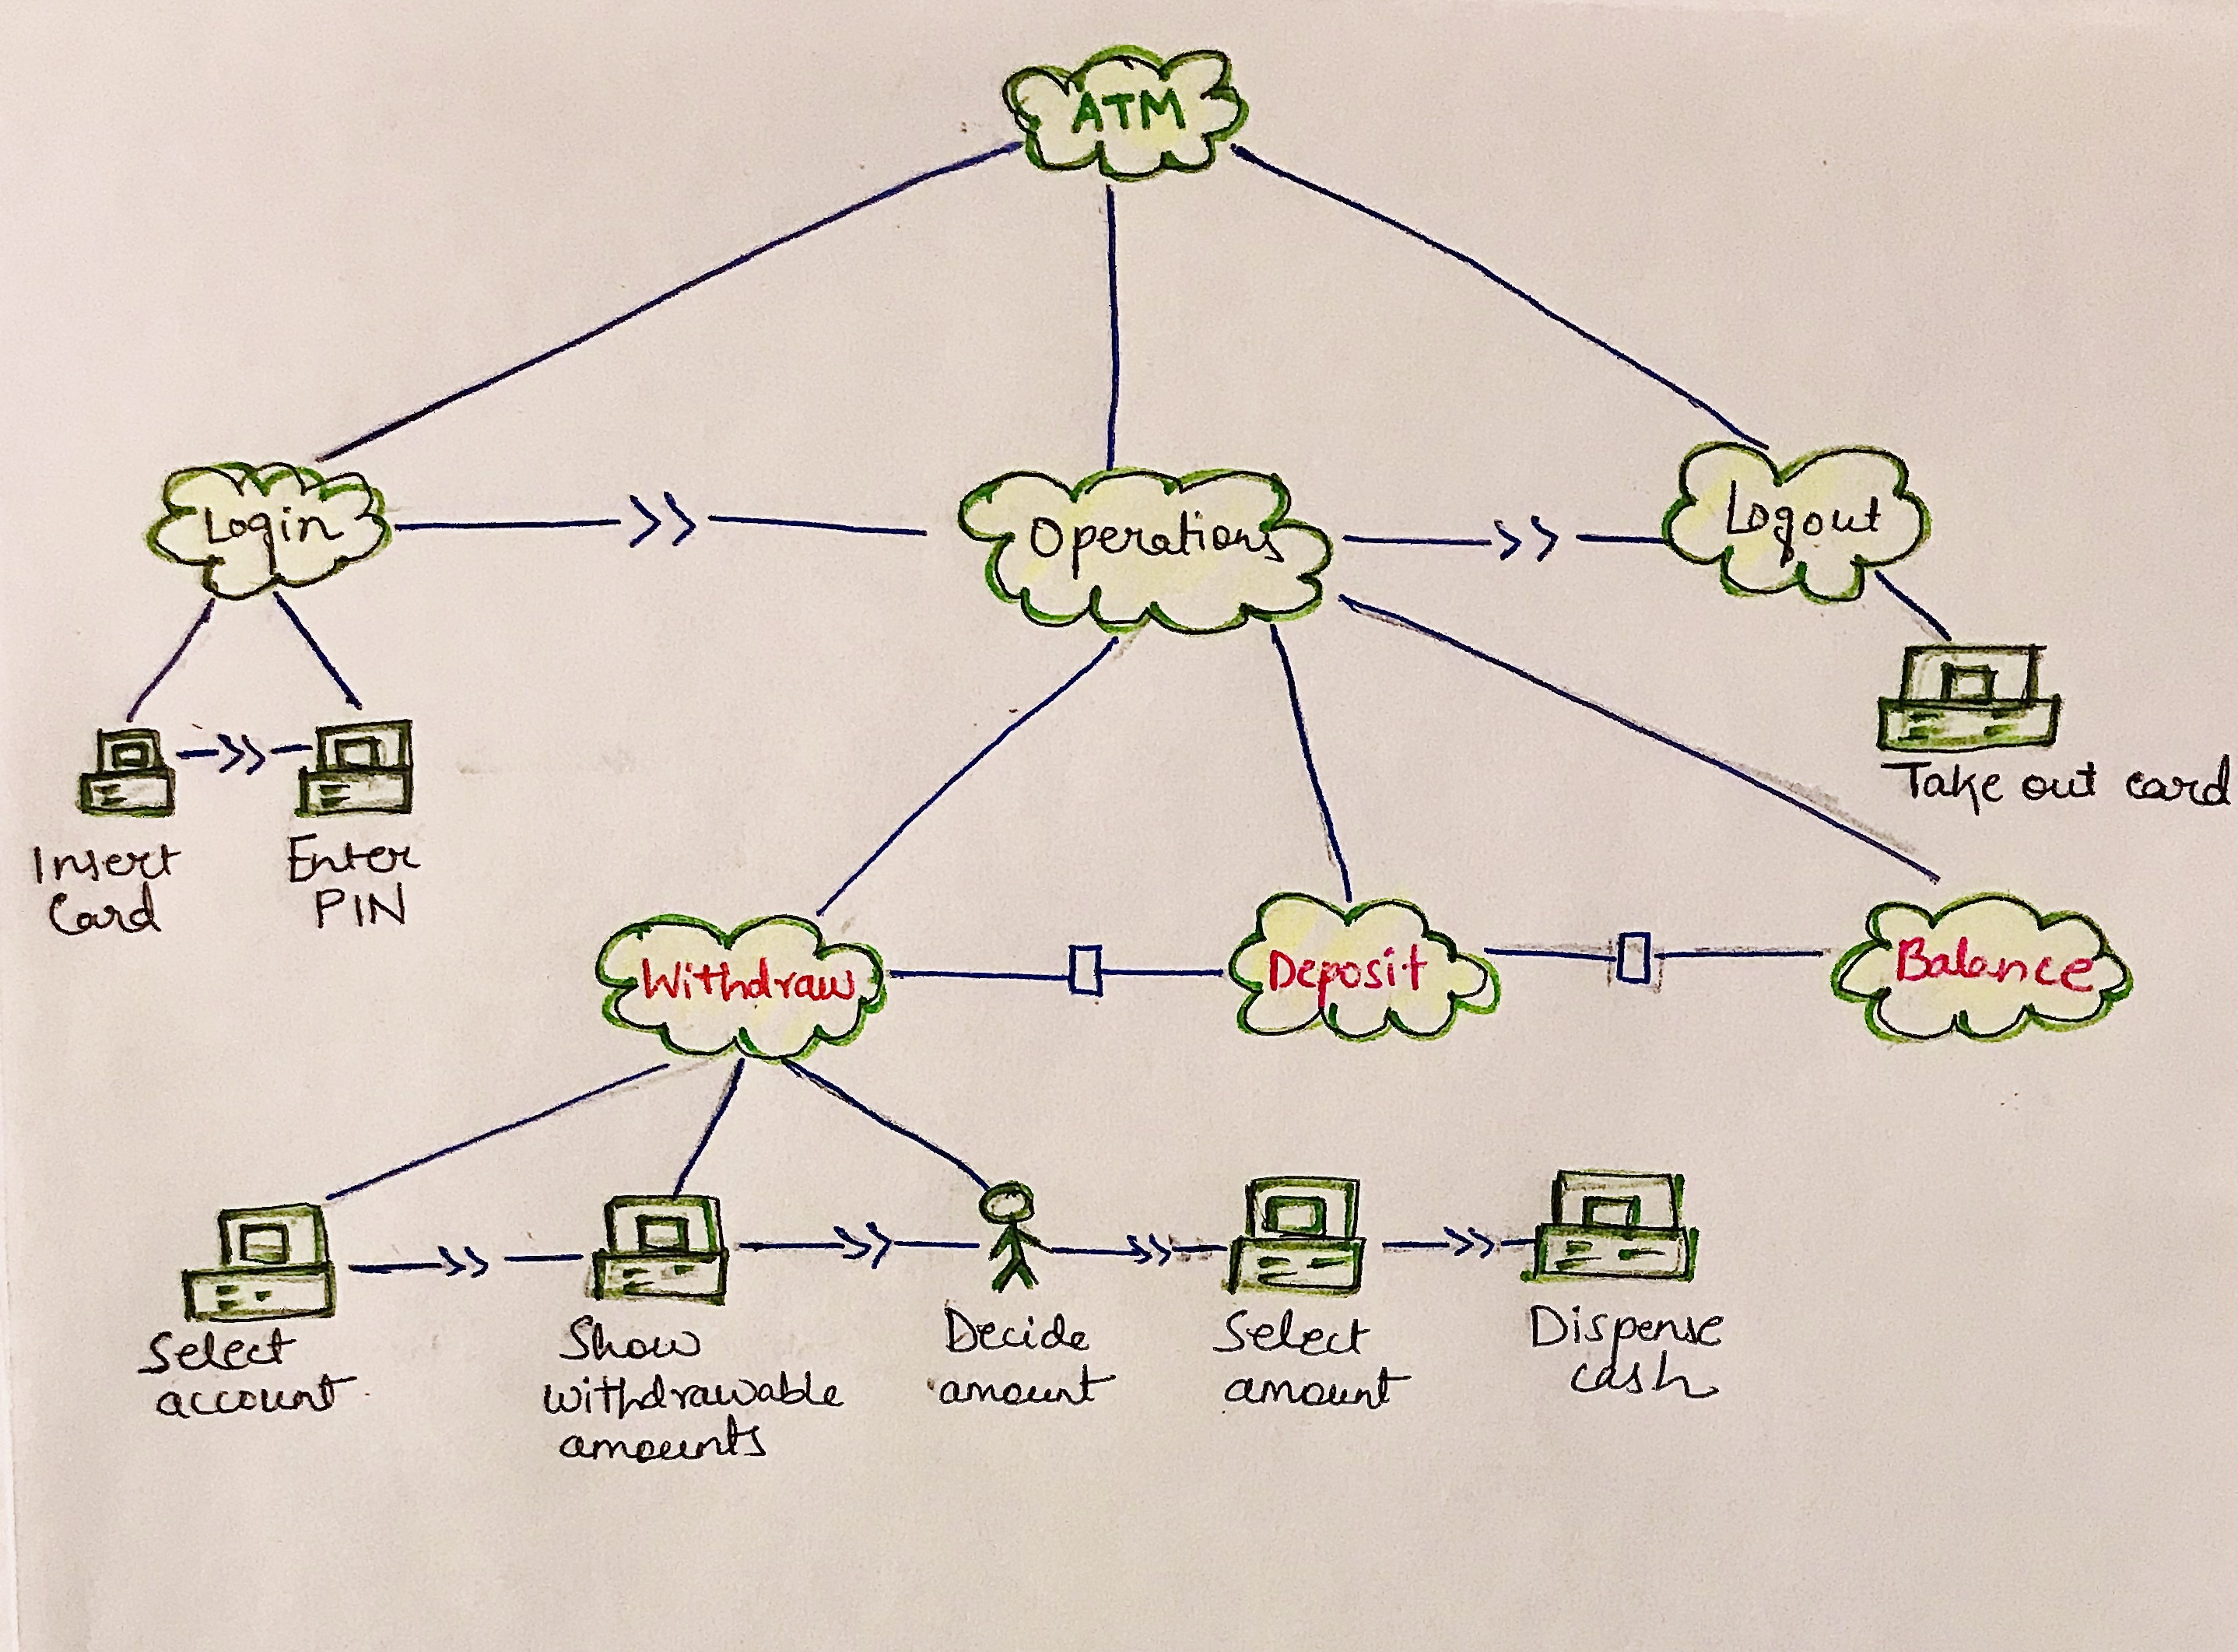 ATM
Login
Operations
Logout
Take out card
Insert
Card
Enter
PIN
Withdraw
Deposit
Balance
Select
account
Show
withdrawable
amounts
Decide
amount
Select
amount
Dispense
cash